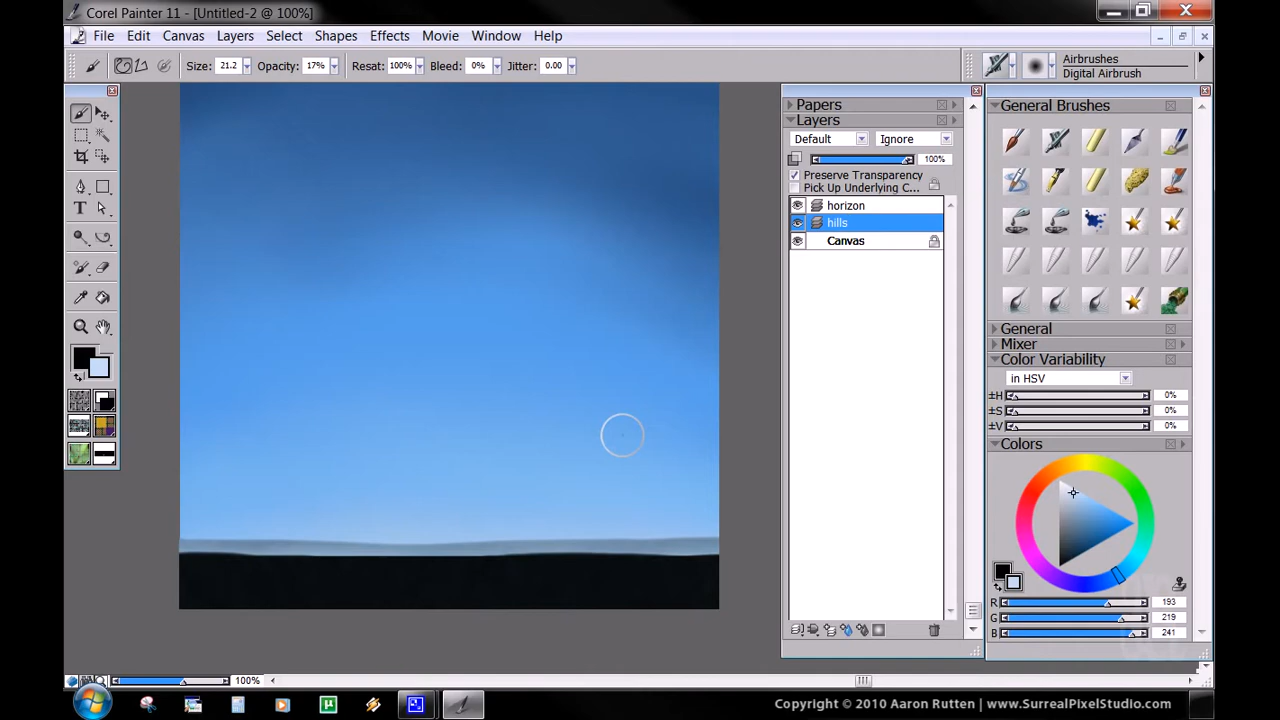 Corel Painter 11 - [Untitled-2 @ 100%]
File Edit Canvas Layers Select Shapes Effects Movie Window Help
Size: 21.2 Opacity: 17% Resat: 100% Bleed: 0% Jitter: 0.00
Airbrushes
Digital Airbrush
Papers
Layers
Default Ignore
100%
Preserve Transparency
Pick Up Underlying C...
horizon
hills
Canvas
General Brushes
General
Mixer
Color Variability
in HSV
±H 0%
±S 0%
±V 0%
Colors
R 193
G 219
B 241
T
100%
Copyright © 2010 Aaron Rutten | www.SurrealPixelStudio.com